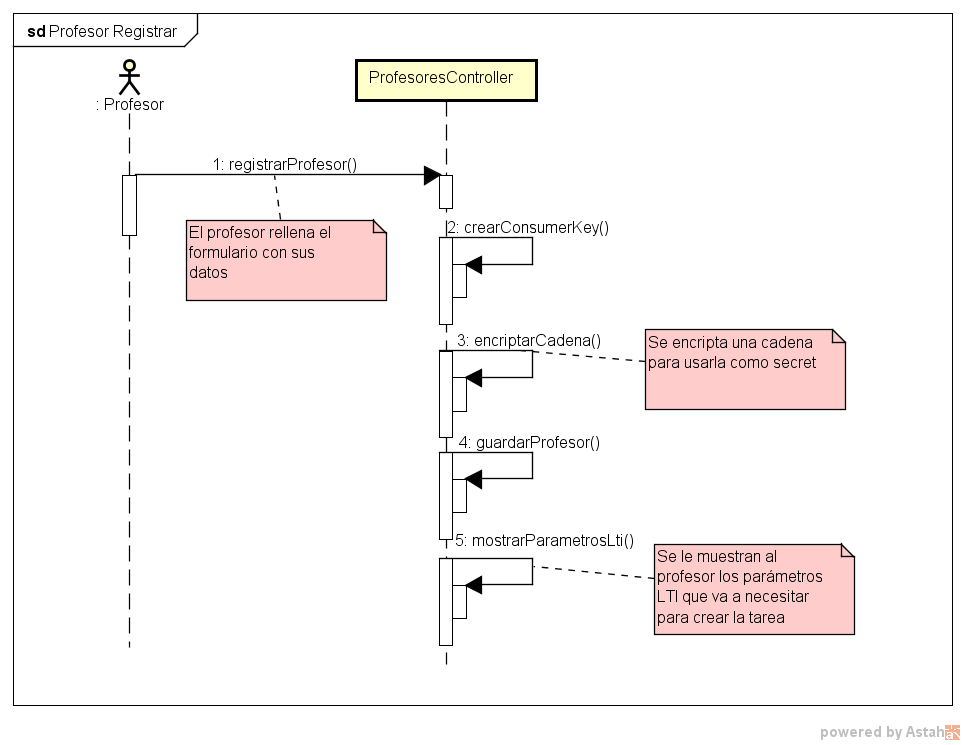 sd Profesor Registrar
ProfesoresController
: Profesor
1: registrarProfesor()
El profesor rellena el
formulario con sus
datos
2: crearConsumerKey()
3: encriptarCadena()
Se encripta una cadena
para usarla como secret
4: guardarProfesor()
5: mostrarParametrosLti()
Se le muestran al
profesor los parámetros
LTI que va a necesitar
para crear la tarea
powered by Astah